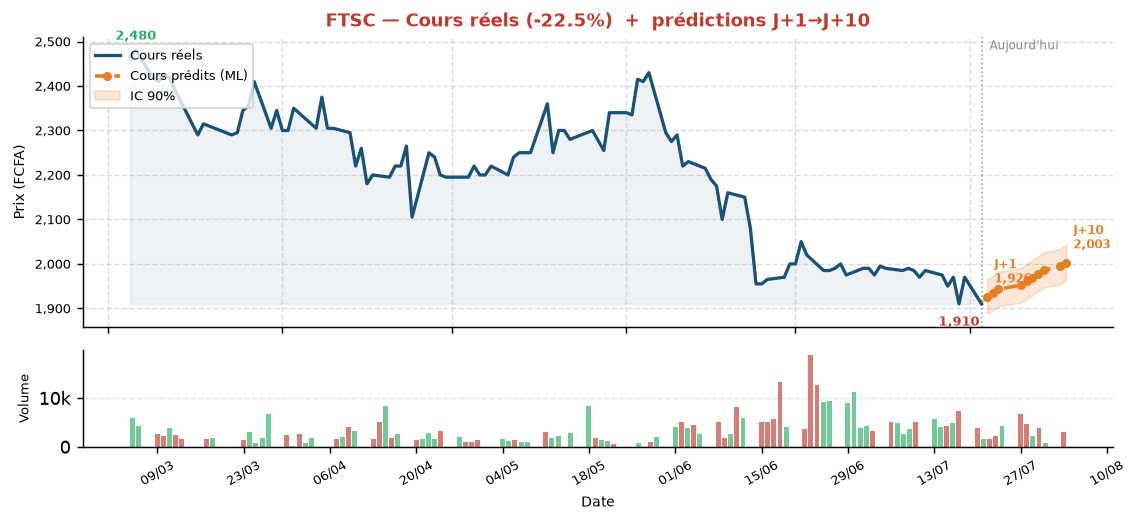 FTSC — Cours réels (-22.5%)  +  prédictions J+1→J+10
2,480
Cours réels
Cours prédits (ML)
IC 90%
Aujourd'hui
2,500
2,400
2,300
2,200
2,100
2,000
1,900
Prix (FCFA)
J+10
2,003
J+1
1,926
1,910
Volume
10k
0
09/03
23/03
06/04
20/04
04/05
18/05
01/06
15/06
29/06
13/07
27/07
10/08
Date